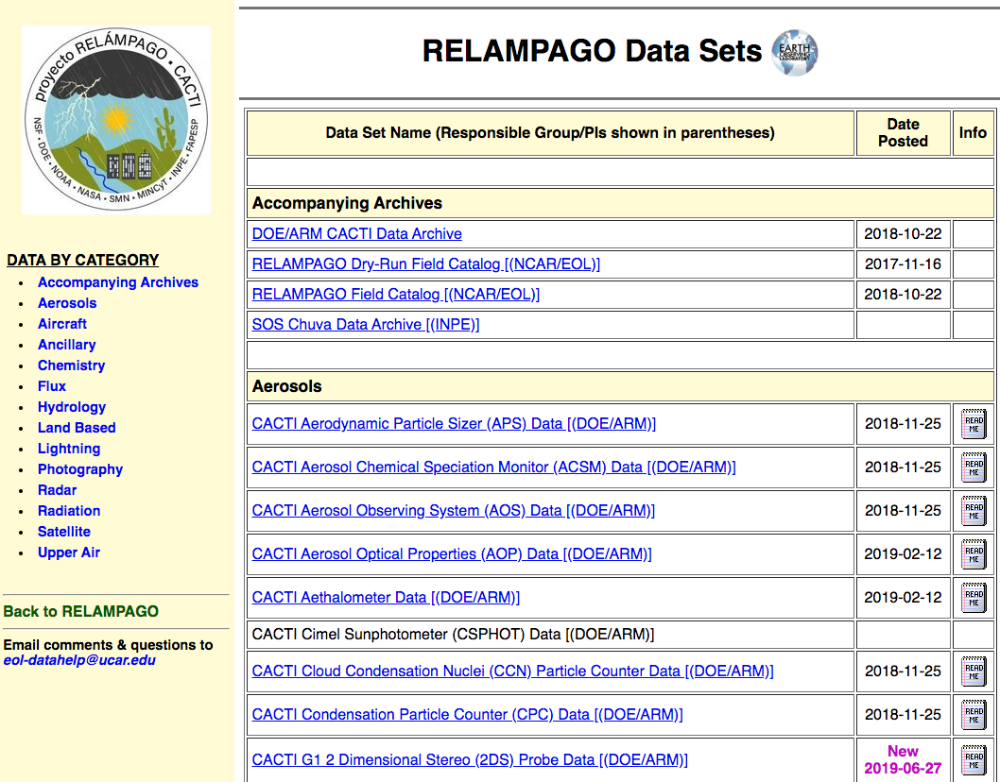 proyecto RELÁMPAGO • CACTI
NSF • DOE • NOAA • NASA • SMN • MINCyT • INPE • FAPESP
DATA BY CATEGORY
• Accompanying Archives
• Aerosols
• Aircraft
• Ancillary
• Chemistry
• Flux
• Hydrology
• Land Based
• Lightning
• Photography
• Radar
• Radiation
• Satellite
• Upper Air
Back to RELAMPAGO
Email comments & questions to
eol-datahelp@ucar.edu
RELAMPAGO Data Sets
EARTH
OBSERVING
LABORATORY
Data Set Name (Responsible Group/PIs shown in parentheses) Date Posted Info
Accompanying Archives
DOE/ARM CACTI Data Archive 2018-10-22
RELAMPAGO Dry-Run Field Catalog [(NCAR/EOL)] 2017-11-16
RELAMPAGO Field Catalog [(NCAR/EOL)] 2018-10-22
SOS Chuva Data Archive [(INPE)]
Aerosols
CACTI Aerodynamic Particle Sizer (APS) Data [(DOE/ARM)] 2018-11-25 READ ME
CACTI Aerosol Chemical Speciation Monitor (ACSM) Data [(DOE/ARM)] 2018-11-25 READ ME
CACTI Aerosol Observing System (AOS) Data [(DOE/ARM)] 2018-11-25 READ ME
CACTI Aerosol Optical Properties (AOP) Data [(DOE/ARM)] 2019-02-12 READ ME
CACTI Aethalometer Data [(DOE/ARM)] 2019-02-12 READ ME
CACTI Cimel Sunphotometer (CSPHOT) Data [(DOE/ARM)]
CACTI Cloud Condensation Nuclei (CCN) Particle Counter Data [(DOE/ARM)] 2018-11-25 READ ME
CACTI Condensation Particle Counter (CPC) Data [(DOE/ARM)] 2018-11-25 READ ME
CACTI G1 2 Dimensional Stereo (2DS) Probe Data [(DOE/ARM)] New 2019-06-27 READ ME